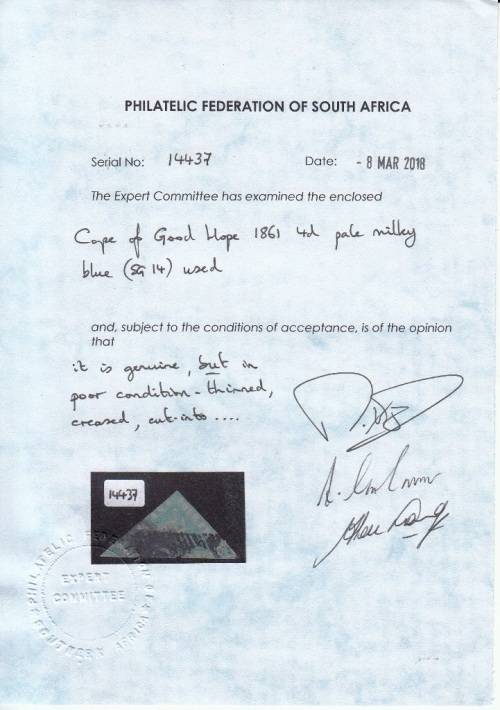 PHILATELIC FEDERATION OF SOUTH AFRICA
Serial No: 14437 Date: - 8 MAR 2018
The Expert Committee has examined the enclosed
Cape of Good Hope 1861 4d pale milky
blue (SG 14) used
and, subject to the conditions of acceptance, is of the opinion
that
it is genuine, but in
poor condition - thinned,
creased, cut-into ....
14437
EXPERT
COMMITTEE